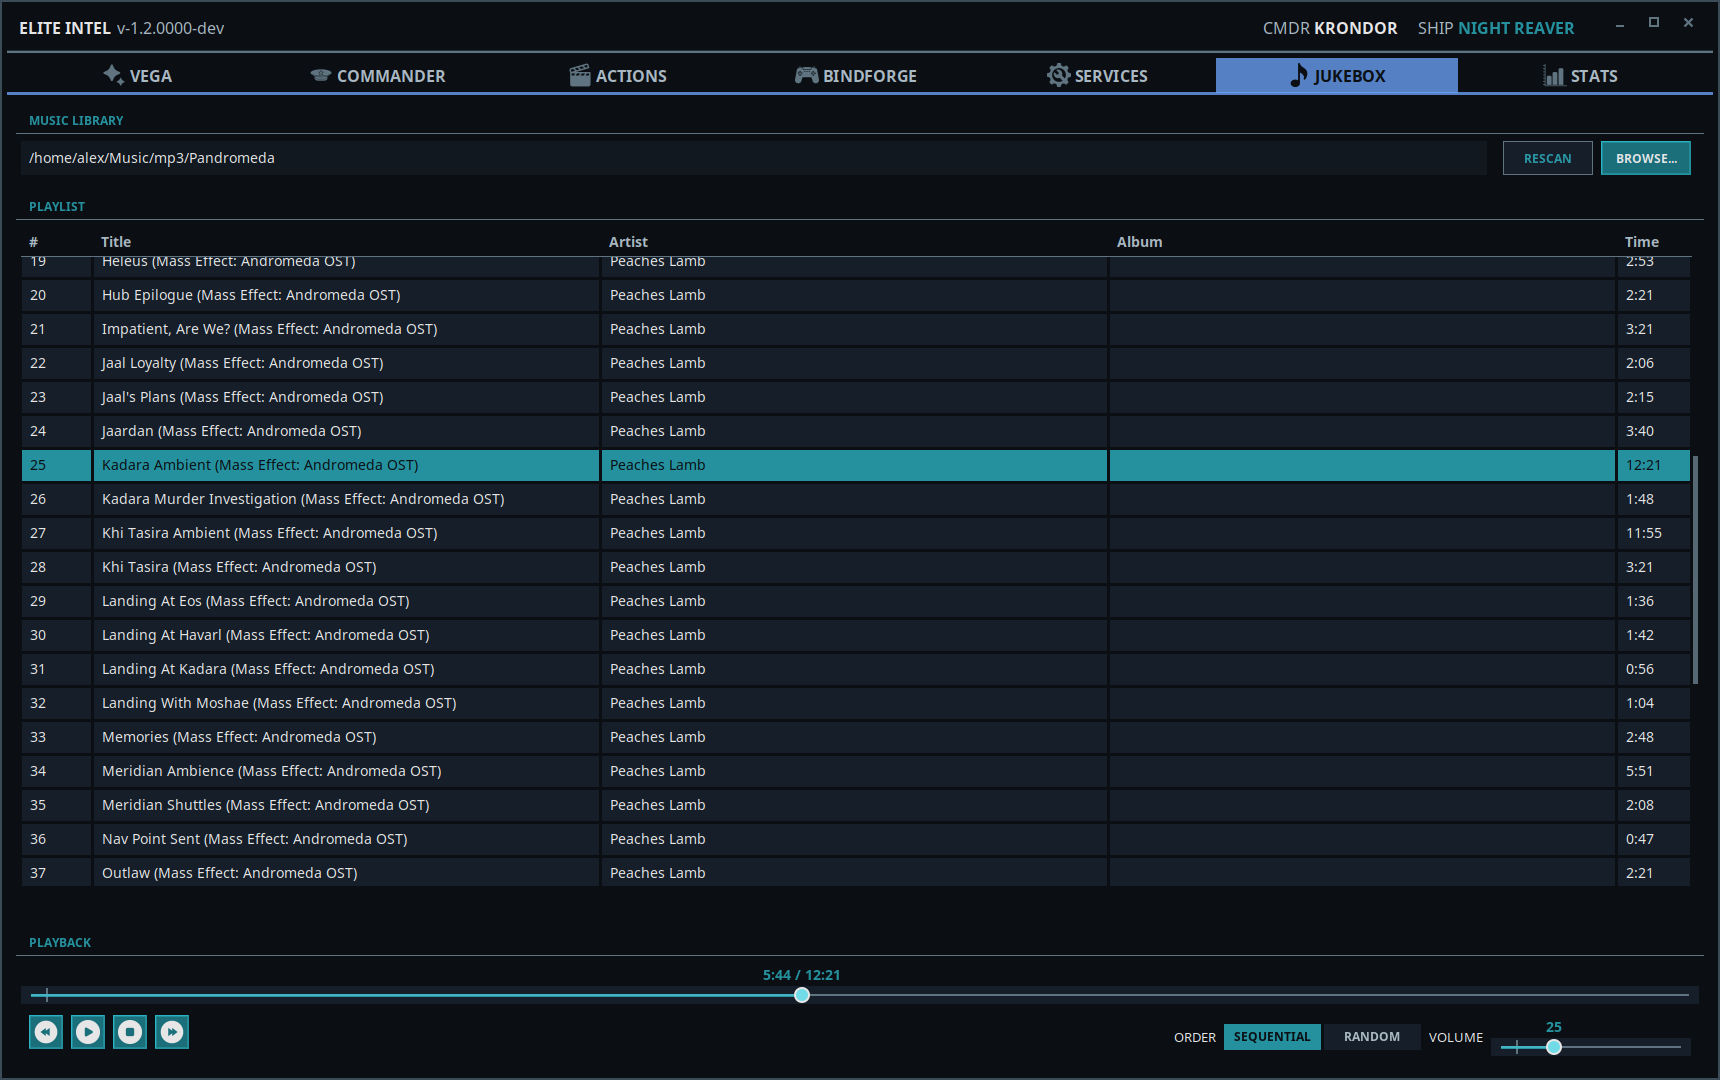 ELITE INTEL v-1.2.0000-dev CMDR KRONDOR SHIP NIGHT REAVER
VEGA COMMANDER ACTIONS BINDFORGE SERVICES JUKEBOX STATS
MUSIC LIBRARY
/home/alex/Music/mp3/Pandromeda RESCAN BROWSE...
PLAYLIST
# Title Artist Album Time
19 Heleus (Mass Effect: Andromeda OST) Peaches Lamb 2:53
20 Hub Epilogue (Mass Effect: Andromeda OST) Peaches Lamb 2:21
21 Impatient, Are We? (Mass Effect: Andromeda OST) Peaches Lamb 3:21
22 Jaal Loyalty (Mass Effect: Andromeda OST) Peaches Lamb 2:06
23 Jaal's Plans (Mass Effect: Andromeda OST) Peaches Lamb 2:15
24 Jaardan (Mass Effect: Andromeda OST) Peaches Lamb 3:40
25 Kadara Ambient (Mass Effect: Andromeda OST) Peaches Lamb 12:21
26 Kadara Murder Investigation (Mass Effect: Andromeda OST) Peaches Lamb 1:48
27 Khi Tasira Ambient (Mass Effect: Andromeda OST) Peaches Lamb 11:55
28 Khi Tasira (Mass Effect: Andromeda OST) Peaches Lamb 3:21
29 Landing At Eos (Mass Effect: Andromeda OST) Peaches Lamb 1:36
30 Landing At Havarl (Mass Effect: Andromeda OST) Peaches Lamb 1:42
31 Landing At Kadara (Mass Effect: Andromeda OST) Peaches Lamb 0:56
32 Landing With Moshae (Mass Effect: Andromeda OST) Peaches Lamb 1:04
33 Memories (Mass Effect: Andromeda OST) Peaches Lamb 2:48
34 Meridian Ambience (Mass Effect: Andromeda OST) Peaches Lamb 5:51
35 Meridian Shuttles (Mass Effect: Andromeda OST) Peaches Lamb 2:08
36 Nav Point Sent (Mass Effect: Andromeda OST) Peaches Lamb 0:47
37 Outlaw (Mass Effect: Andromeda OST) Peaches Lamb 2:21
PLAYBACK
5:44 / 12:21
25
ORDER SEQUENTIAL RANDOM VOLUME